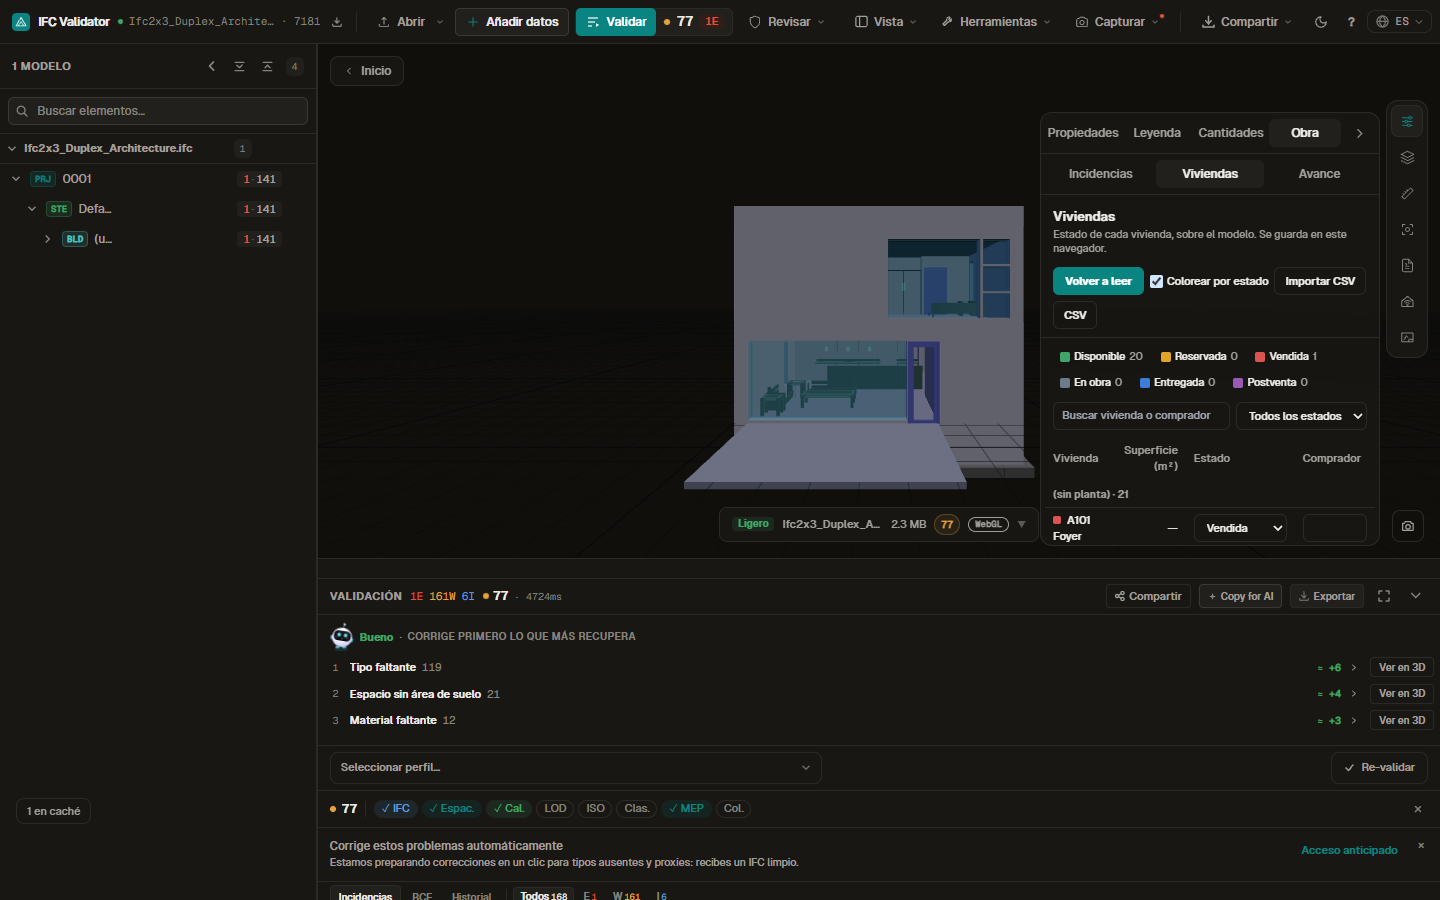 IFC Validator Ifc2x3_Duplex_Archite… · 7181 Abrir Añadir datos Validar 77 1E Revisar Vista Herramientas Capturar Compartir ? ES
1 MODELO 4
Inicio
Buscar elementos…
Ifc2x3_Duplex_Architecture.ifc 1
PRJ 0001 1·141
STE Defa… 1·141
BLD (u… 1·141
1 en caché
Propiedades Leyenda Cantidades Obra
Incidencias Viviendas Avance
Viviendas
Estado de cada vivienda, sobre el modelo. Se guarda en este
navegador.
Volver a leer Colorear por estado Importar CSV
CSV
Disponible 20 Reservada 0 Vendida 1
En obra 0 Entregada 0 Postventa 0
Buscar vivienda o comprador Todos los estados
Vivienda Superficie (m²) Estado Comprador
(sin planta) · 21
A101 Foyer — Vendida
Ligero Ifc2x3_Duplex_A… 2.3 MB 77 WebGL
VALIDACIÓN 1E 161W 6I 77 · 4724ms Compartir Copy for AI Exportar
Bueno · CORRIGE PRIMERO LO QUE MÁS RECUPERA
1 Tipo faltante 119 ≈ +6 Ver en 3D
2 Espacio sin área de suelo 21 ≈ +4 Ver en 3D
3 Material faltante 12 ≈ +3 Ver en 3D
Seleccionar perfil… Re-validar
77 ✓ IFC ✓ Espac. ✓ Cal. LOD ISO Clas. ✓ MEP Col. ×
Corrige estos problemas automáticamente
Estamos preparando correcciones en un clic para tipos ausentes y proxies: recibes un IFC limpio.
Acceso anticipado ×
Incidencias BCF Historial Todos 168 E 1 W 161 I 6